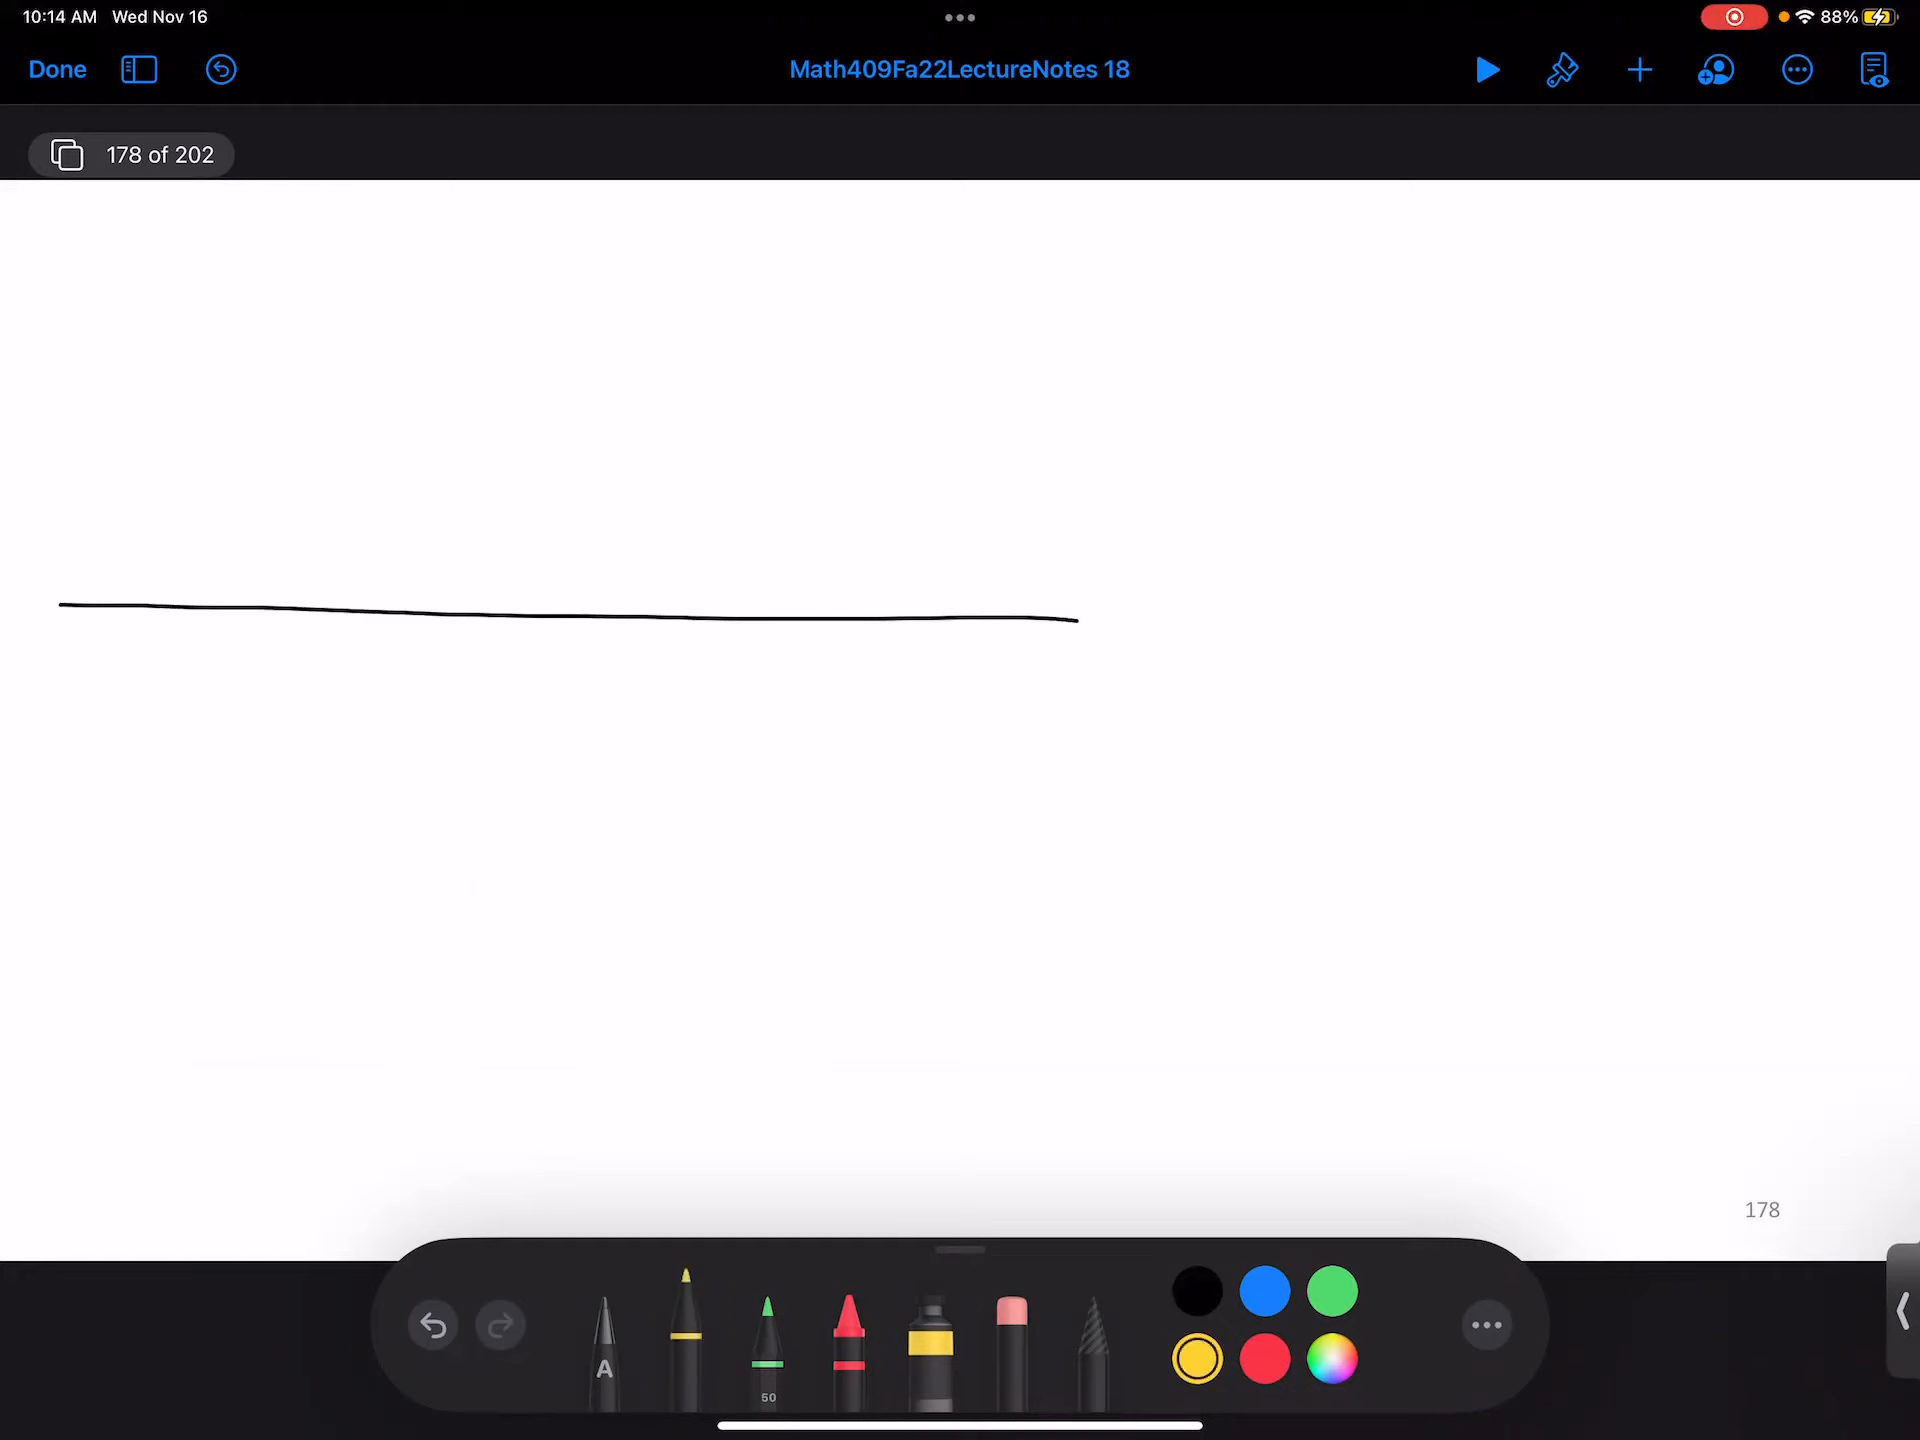 10:14 AM Wed Nov 16
88%
Done
Math409Fa22LectureNotes 18
178 of 202
178
A
50